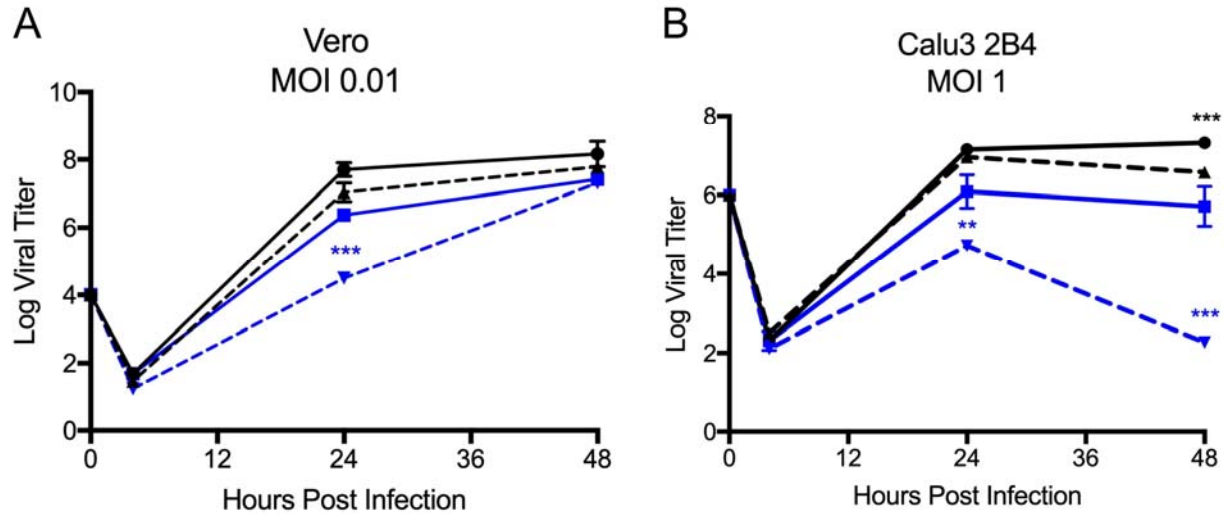 A
Vero
MOI 0.01
Log Viral Titer
10
8
6
4
2
0
***
0 12 24 36 48
Hours Post Infection
B
Calu3 2B4
MOI 1
Log Viral Titer
8
6
4
2
0
***
**
***
0 12 24 36 48
Hours Post Infection